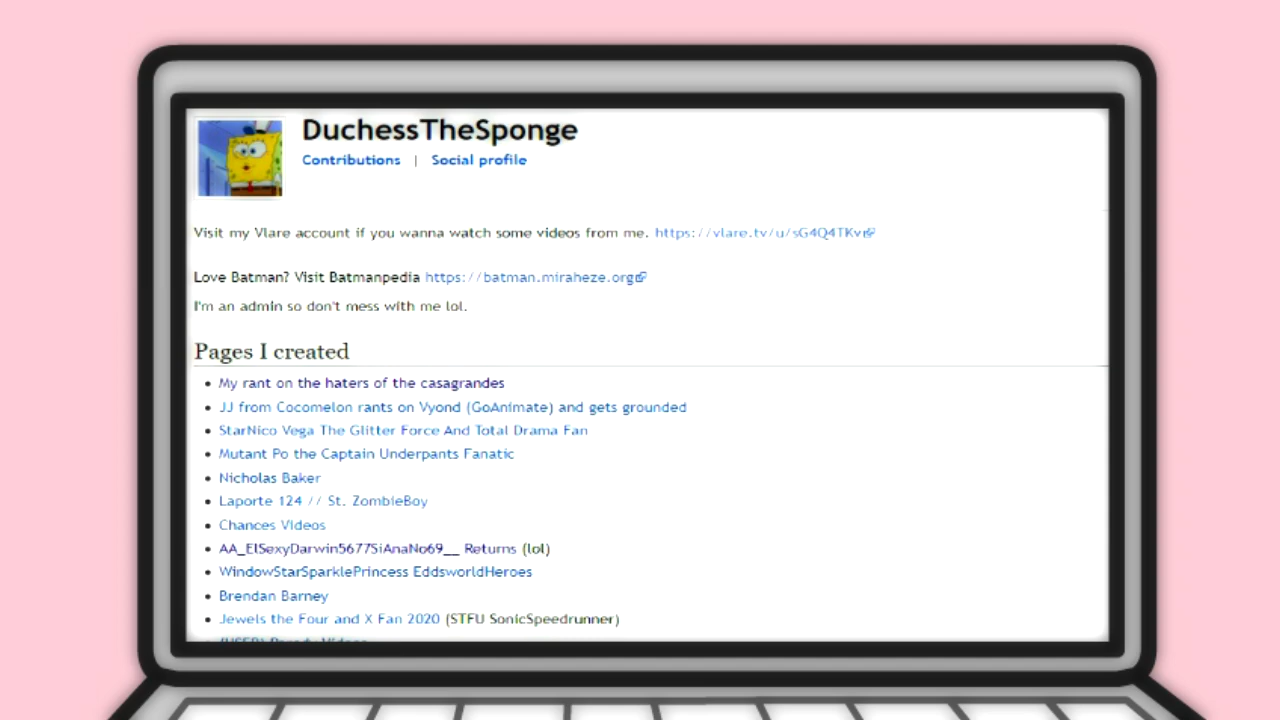 DuchessTheSponge
Contributions | Social profile
Visit my Vlare account if you wanna watch some videos from me. https://vlare.tv/u/sG4Q4TKv
Love Batman? Visit Batmanpedia https://batman.miraheze.org
I'm an admin so don't mess with me lol.
Pages I created
My rant on the haters of the casagrandes
JJ from Cocomelon rants on Vyond (GoAnimate) and gets grounded
StarNico Vega The Glitter Force And Total Drama Fan
Mutant Po the Captain Underpants Fanatic
Nicholas Baker
Laporte 124 // St. ZombieBoy
Chances Videos
AA_ElSexyDarwin5677SiAnaNo69__ Returns (lol)
WindowStarSparklePrincess EddsworldHeroes
Brendan Barney
Jewels the Four and X Fan 2020 (STFU SonicSpeedrunner)